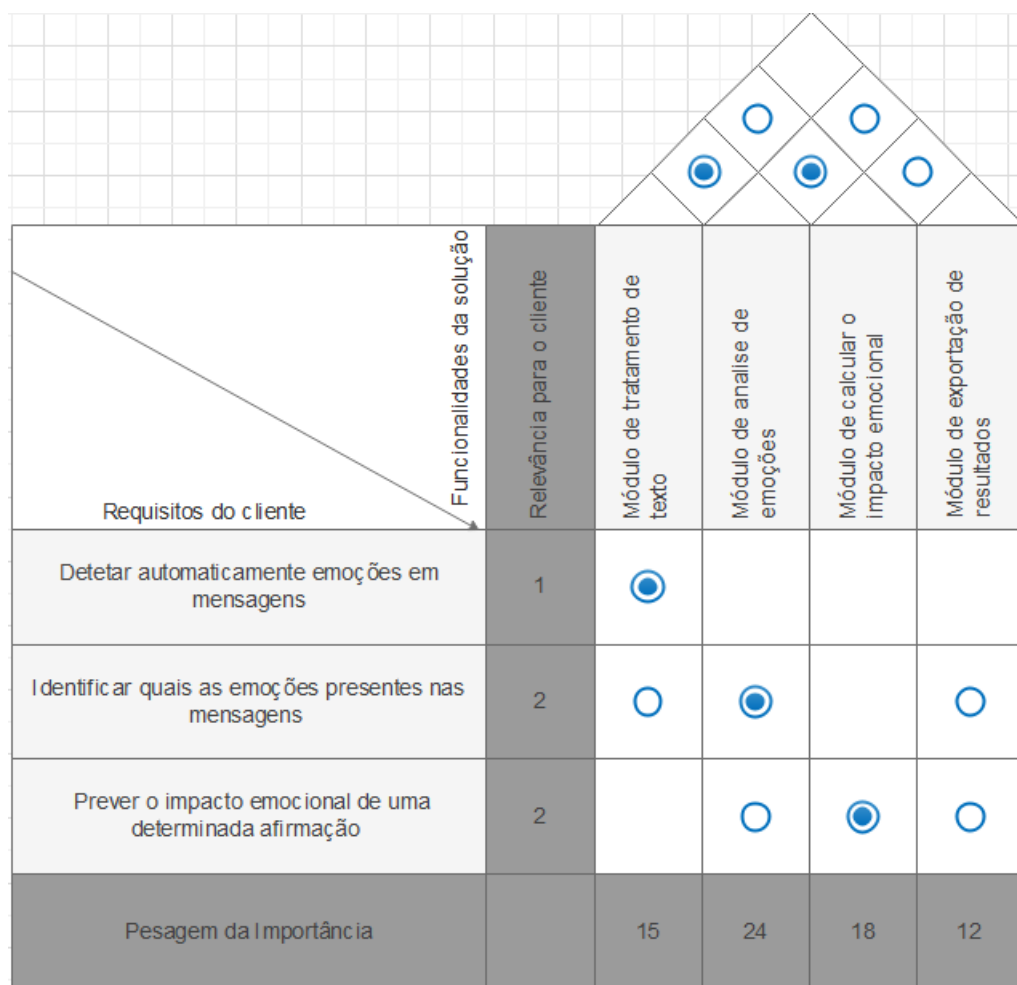 Funcionalidades da solução
Requisitos do cliente
Relevância para o cliente
Módulo de tratamento de
texto
Módulo de analise de
emoções
Módulo de calcular o
impacto emocional
Módulo de exportação de
resultados
Detetar automaticamente emoções em
mensagens
1
Identificar quais as emoções presentes nas
mensagens
2
Prever o impacto emocional de uma
determinada afirmação
2
Pesagem da Importância
15
24
18
12